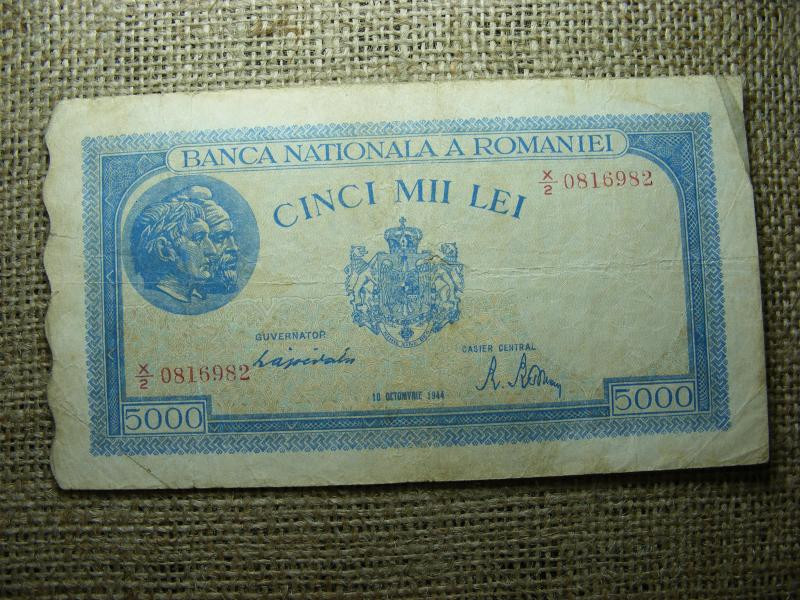 BANCA NATIONALA A ROMANIEI
CINCI MII LEI
X/2 0816982
GUVERNATOR
CASIER CENTRAL
X/2 0816982
10 OCTOMVRIE 1944
5000
5000